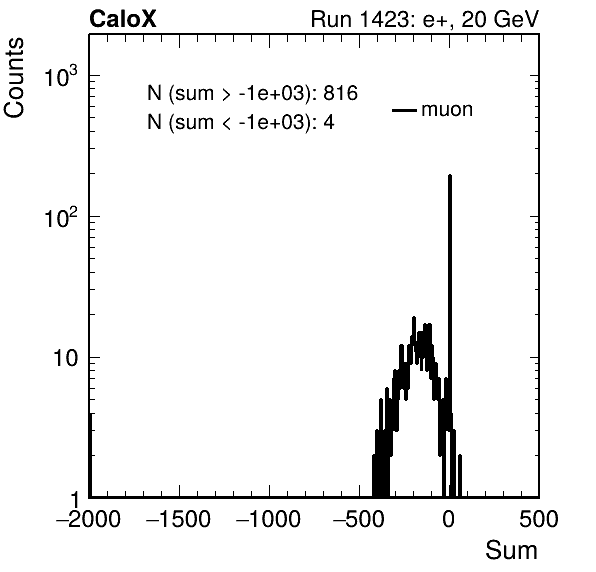 CaloX Run 1423: e+, 20 GeV
Counts
N (sum > -1e+03): 816
N (sum < -1e+03): 4
muon
10³
10²
10
1
−2000 −1500 −1000 −500 0 500
Sum